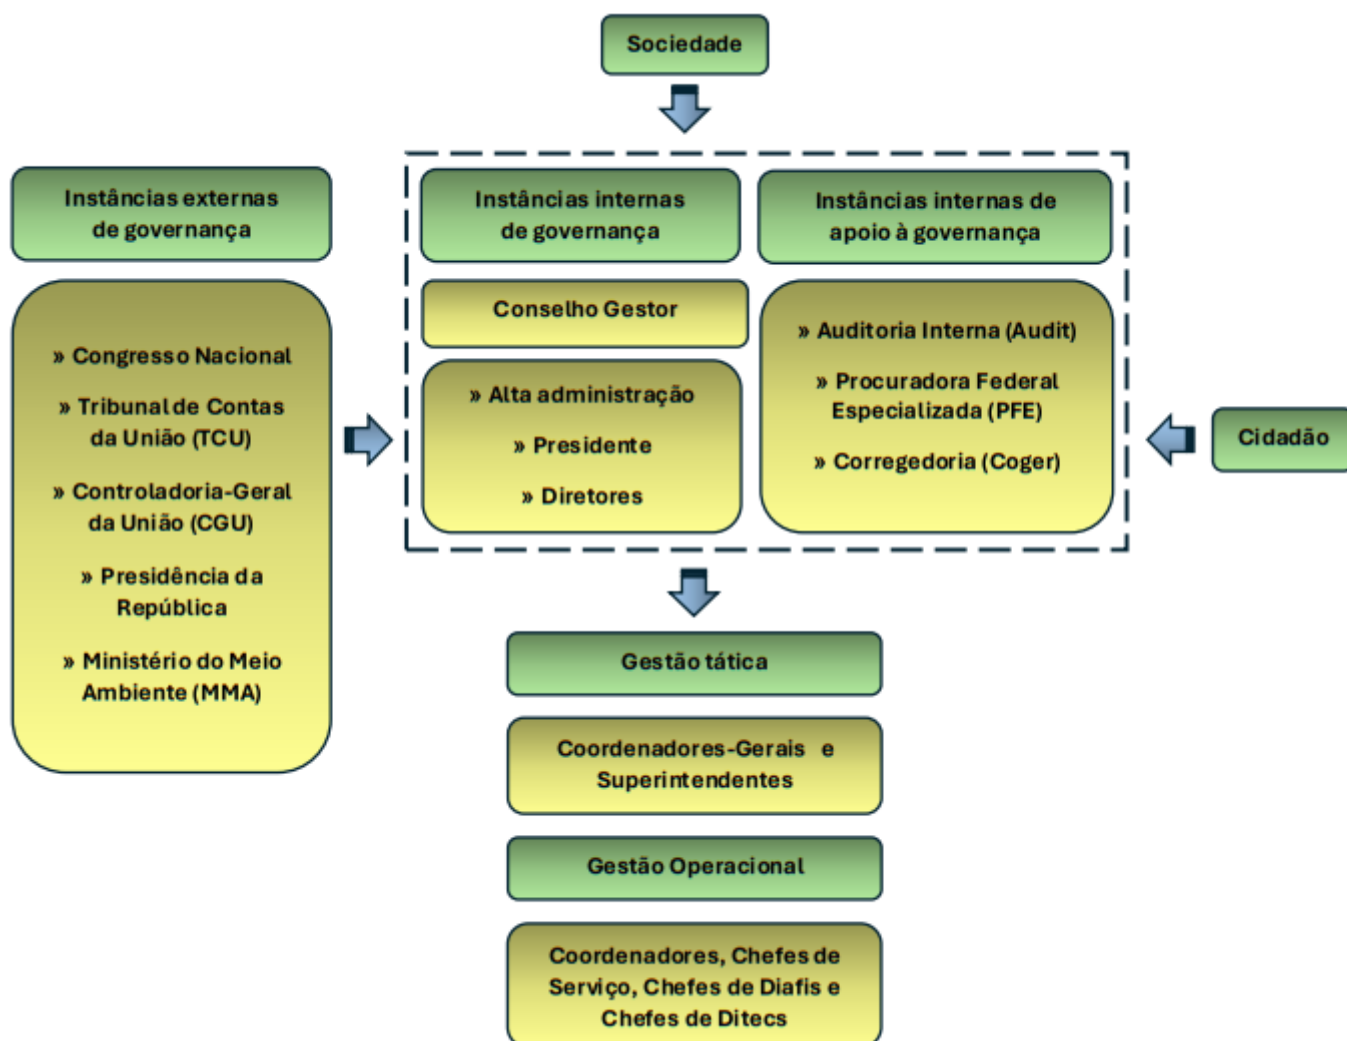 Sociedade
Instâncias externas
de governança
» Congresso Nacional
» Tribunal de Contas
da União (TCU)
» Controladoria-Geral
da União (CGU)
» Presidência da
República
» Ministério do Meio
Ambiente (MMA)
Instâncias internas
de governança
Conselho Gestor
» Alta administração
» Presidente
» Diretores
Instâncias internas de
apoio à governança
» Auditoria Interna (Audit)
» Procuradora Federal
Especializada (PFE)
» Corregedoria (Coger)
Cidadão
Gestão tática
Coordenadores-Gerais e
Superintendentes
Gestão Operacional
Coordenadores, Chefes de
Serviço, Chefes de Diafis e
Chefes de Ditecs